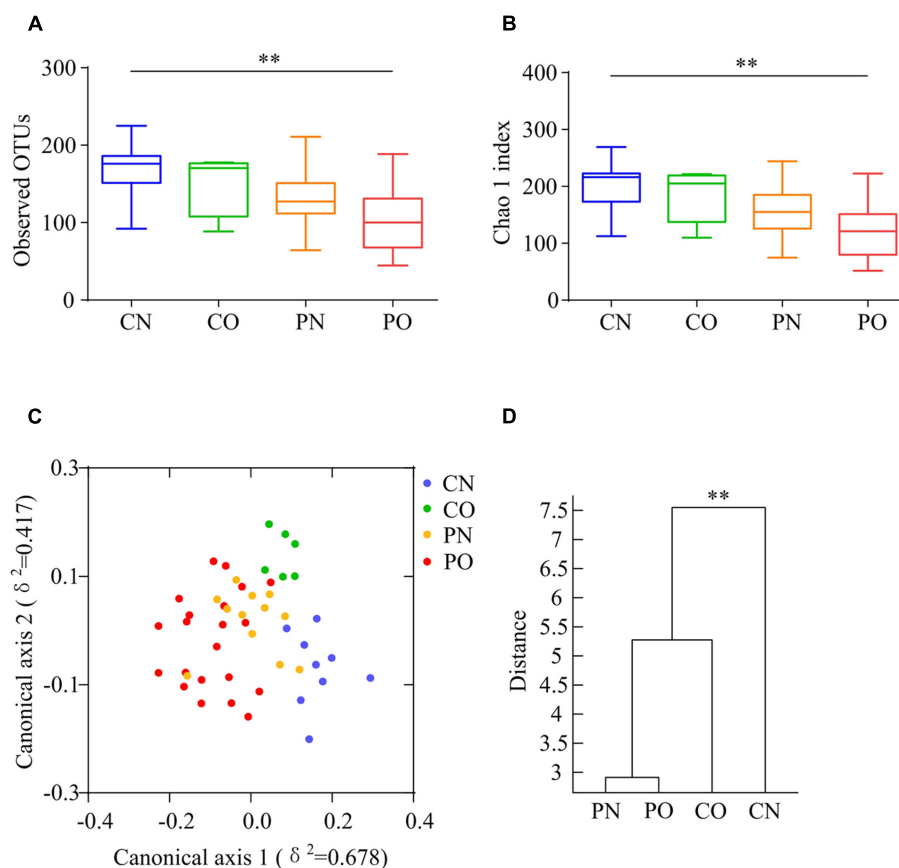 A
**
300
200
100
0
Observed OTUs
CN CO PN PO
B
**
400
300
200
100
0
Chao 1 index
CN CO PN PO
C
0.3
0.1
-0.1
-0.3
Canonical axis 2 ( δ²=0.417)
-0.4 -0.2 0.0 0.2 0.4
Canonical axis 1 ( δ²=0.678)
CN
CO
PN
PO
D
**
7.5
7
6.5
6
5.5
5
4.5
4
3.5
3
Distance
PN PO CO CN